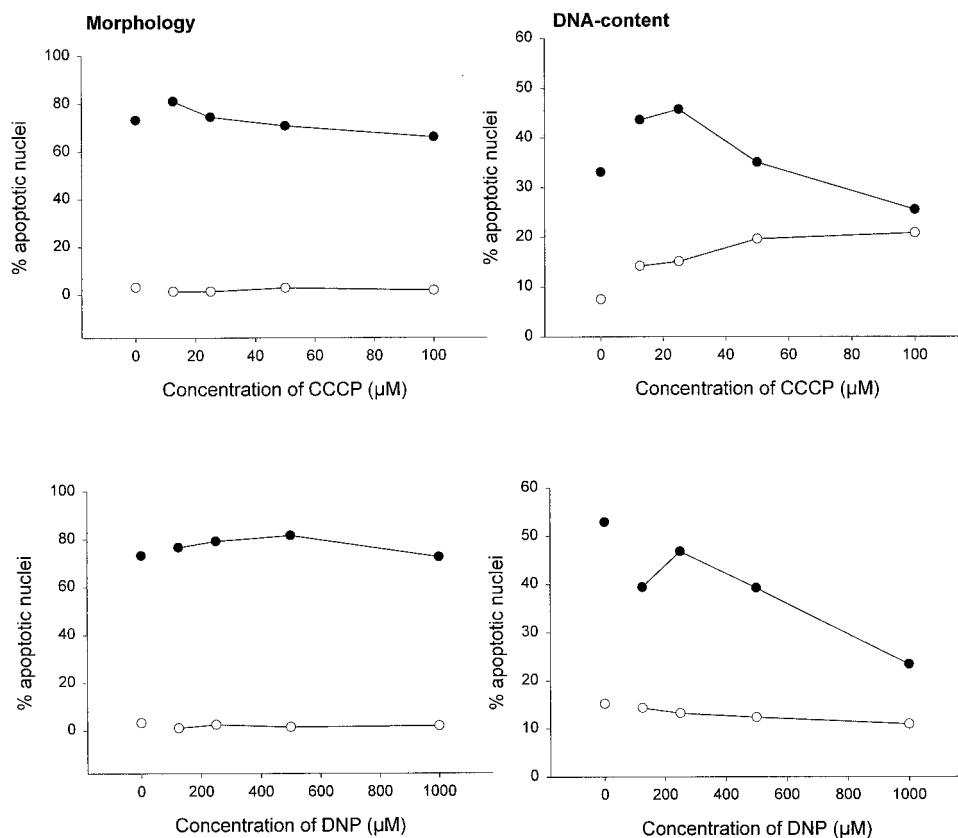 Morphology
DNA-content
% apoptotic nuclei
100
80
60
40
20
0
0 20 40 60 80 100
Concentration of CCCP (µM)
% apoptotic nuclei
60
50
40
30
20
10
0
0 20 40 60 80 100
Concentration of CCCP (µM)
% apoptotic nuclei
100
80
60
40
20
0
0 200 400 600 800 1000
Concentration of DNP (µM)
% apoptotic nuclei
60
50
40
30
20
10
0
0 200 400 600 800 1000
Concentration of DNP (µM)